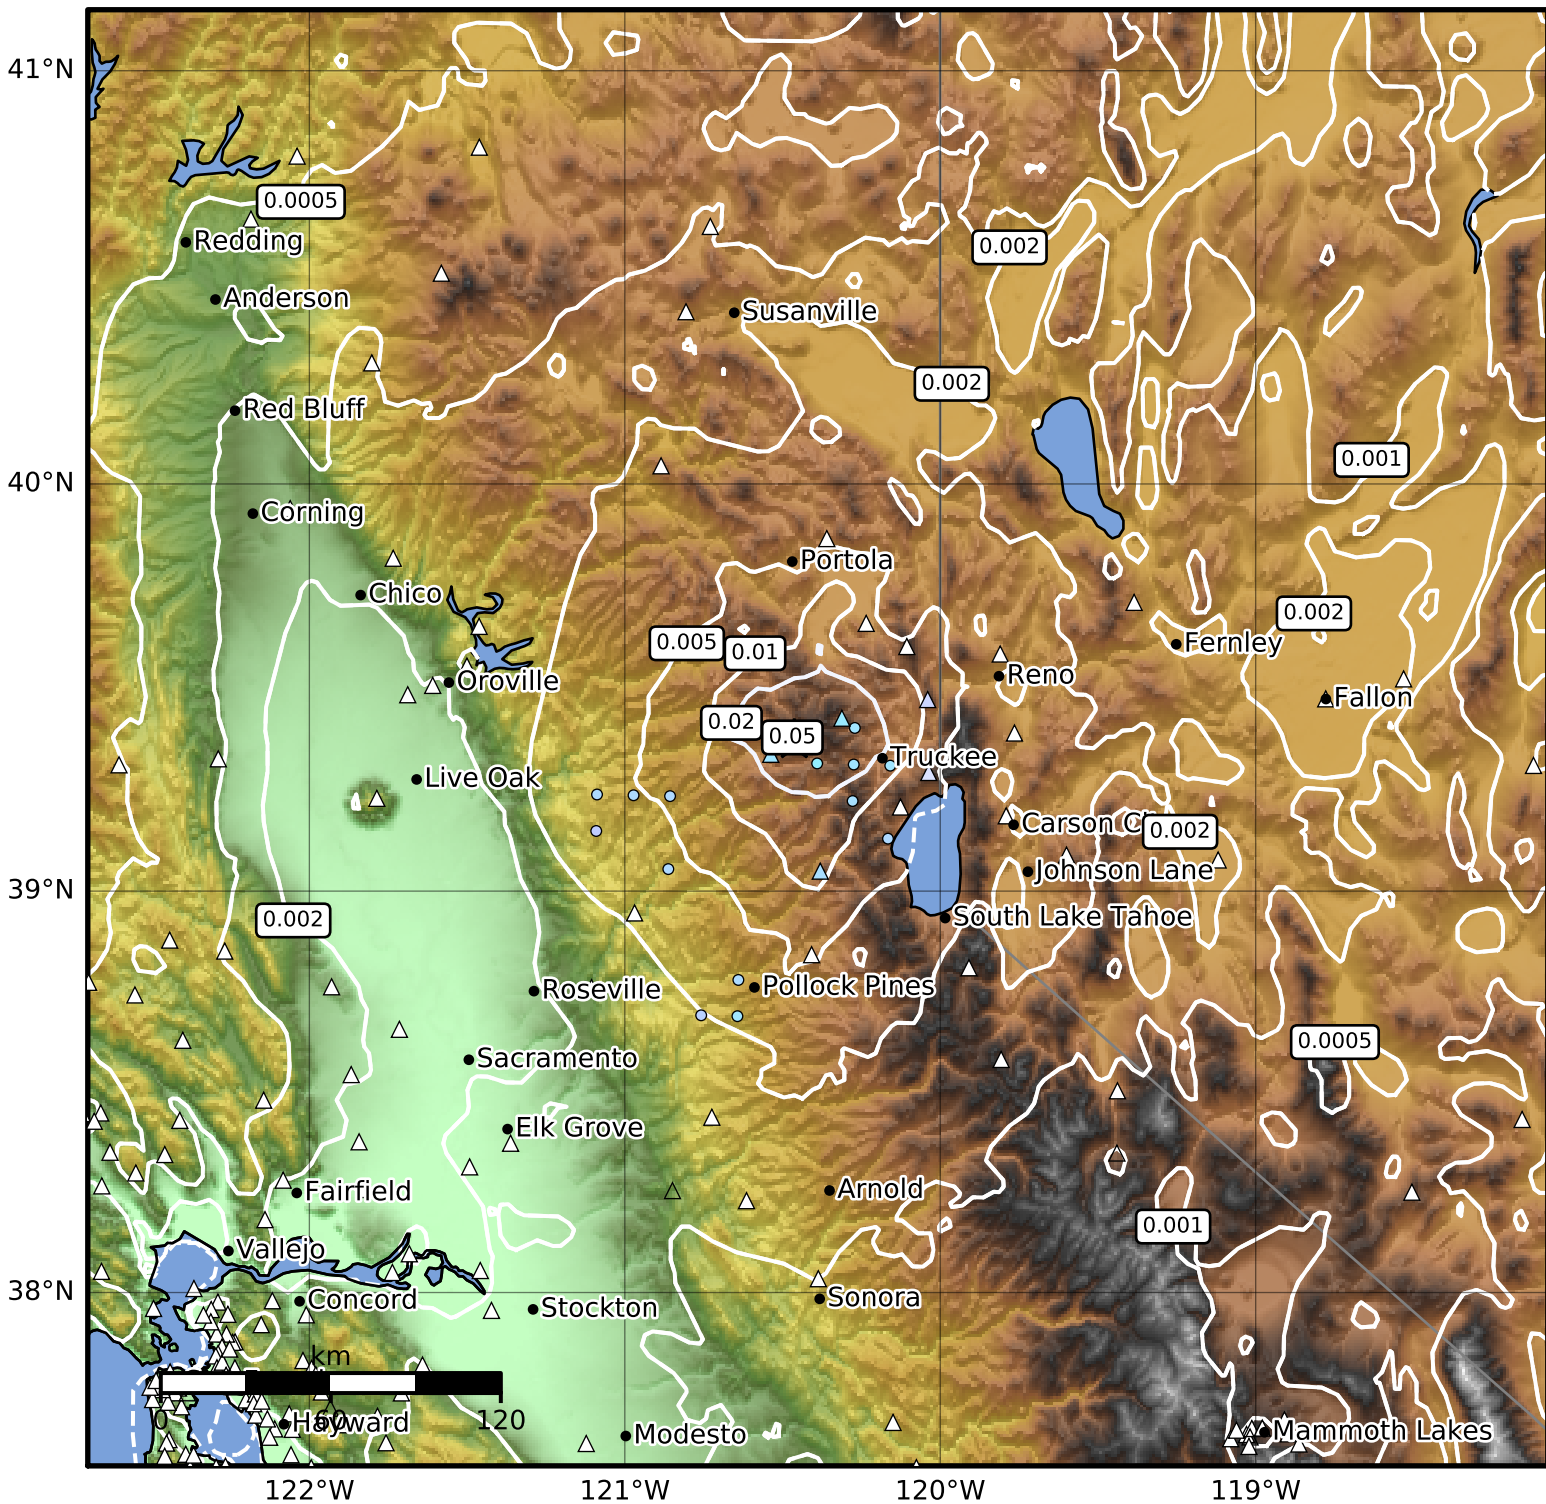 41°N
0.0005
Redding
0.002
Anderson
Susanville
0.002
Red Bluff
0.001
40°N
Corning
Portola
Chico
0.002
0.005
0.01
Fernley
Reno
Oroville
Fallon
0.02
0.05
Truckee
Live Oak
Carson C
0.002
Johnson Lane
39°N
0.002
South Lake Tahoe
Pollock Pines
Roseville
0.0005
Sacramento
Elk Grove
Fairfield
Arnold
0.001
Vallejo
38°N
Concord
Sonora
Stockton
km
0
60
120
Hayward
Modesto
Mammoth Lakes
122°W
121°W
120°W
119°W